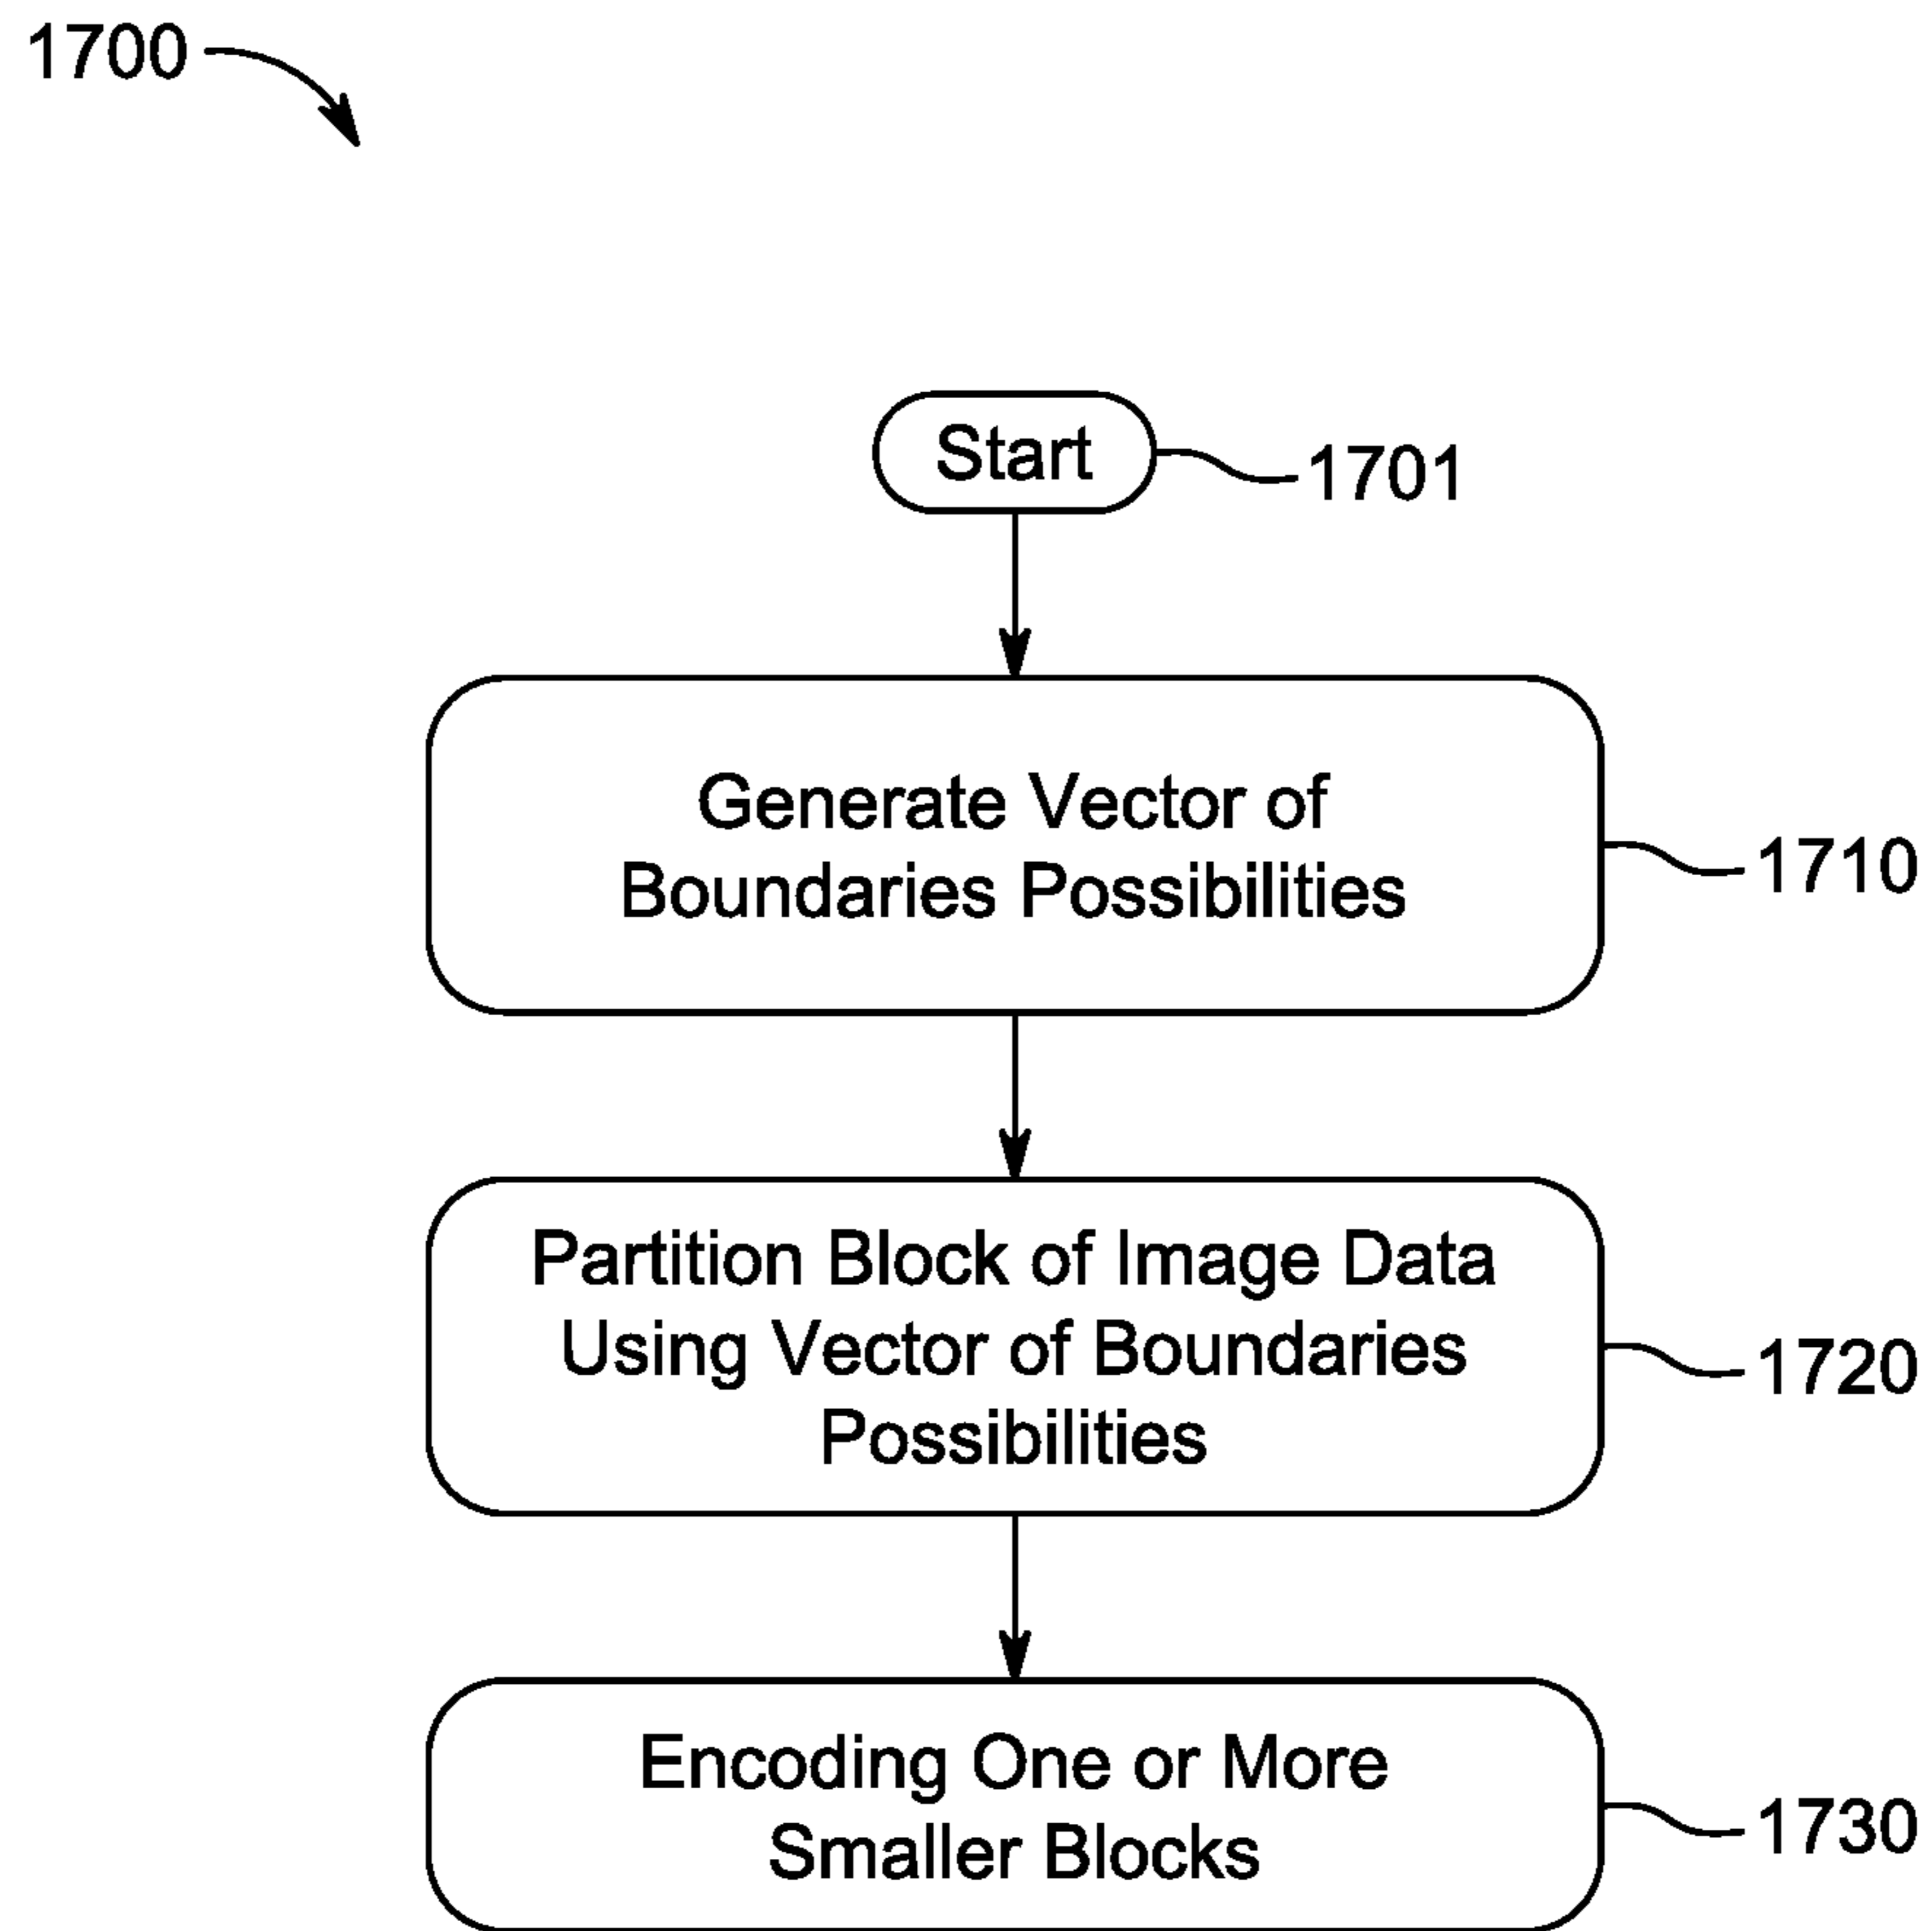 1700
Start
1701
Generate Vector of
Boundaries Possibilities
1710
Partition Block of Image Data
Using Vector of Boundaries
Possibilities
1720
Encoding One or More
Smaller Blocks
1730